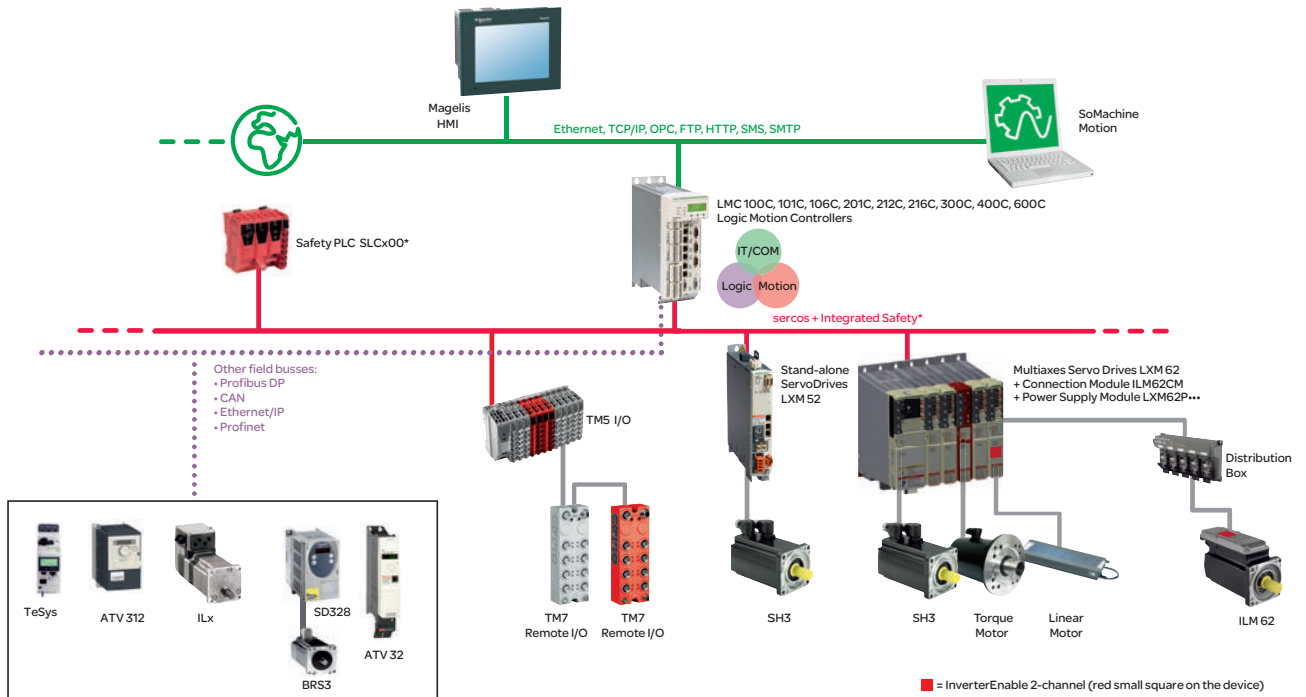 Magelis
HMI
Ethernet, TCP/IP, OPC, FTP, HTTP, SMS, SMTP
SoMachine
Motion
LMC 100C, 101C, 106C, 201C, 212C, 216C, 300C, 400C, 600C
Logic Motion Controllers
Safety PLC SLCx00*
IT/COM
Logic
Motion
sercos + Integrated Safety*
Other field busses:
• Profibus DP
• CAN
• Ethernet/IP
• Profinet
TM5 I/O
Stand-alone
ServoDrives
LXM 52
Multiaxes Servo Drives LXM 62
+ Connection Module ILM62CM
+ Power Supply Module LXM62P•••
Distribution
Box
TeSys
ATV 312
ILx
SD328
BRS3
ATV 32
TM7
Remote I/O
TM7
Remote I/O
SH3
SH3
Torque
Motor
Linear
Motor
ILM 62
= InverterEnable 2-channel (red small square on the device)